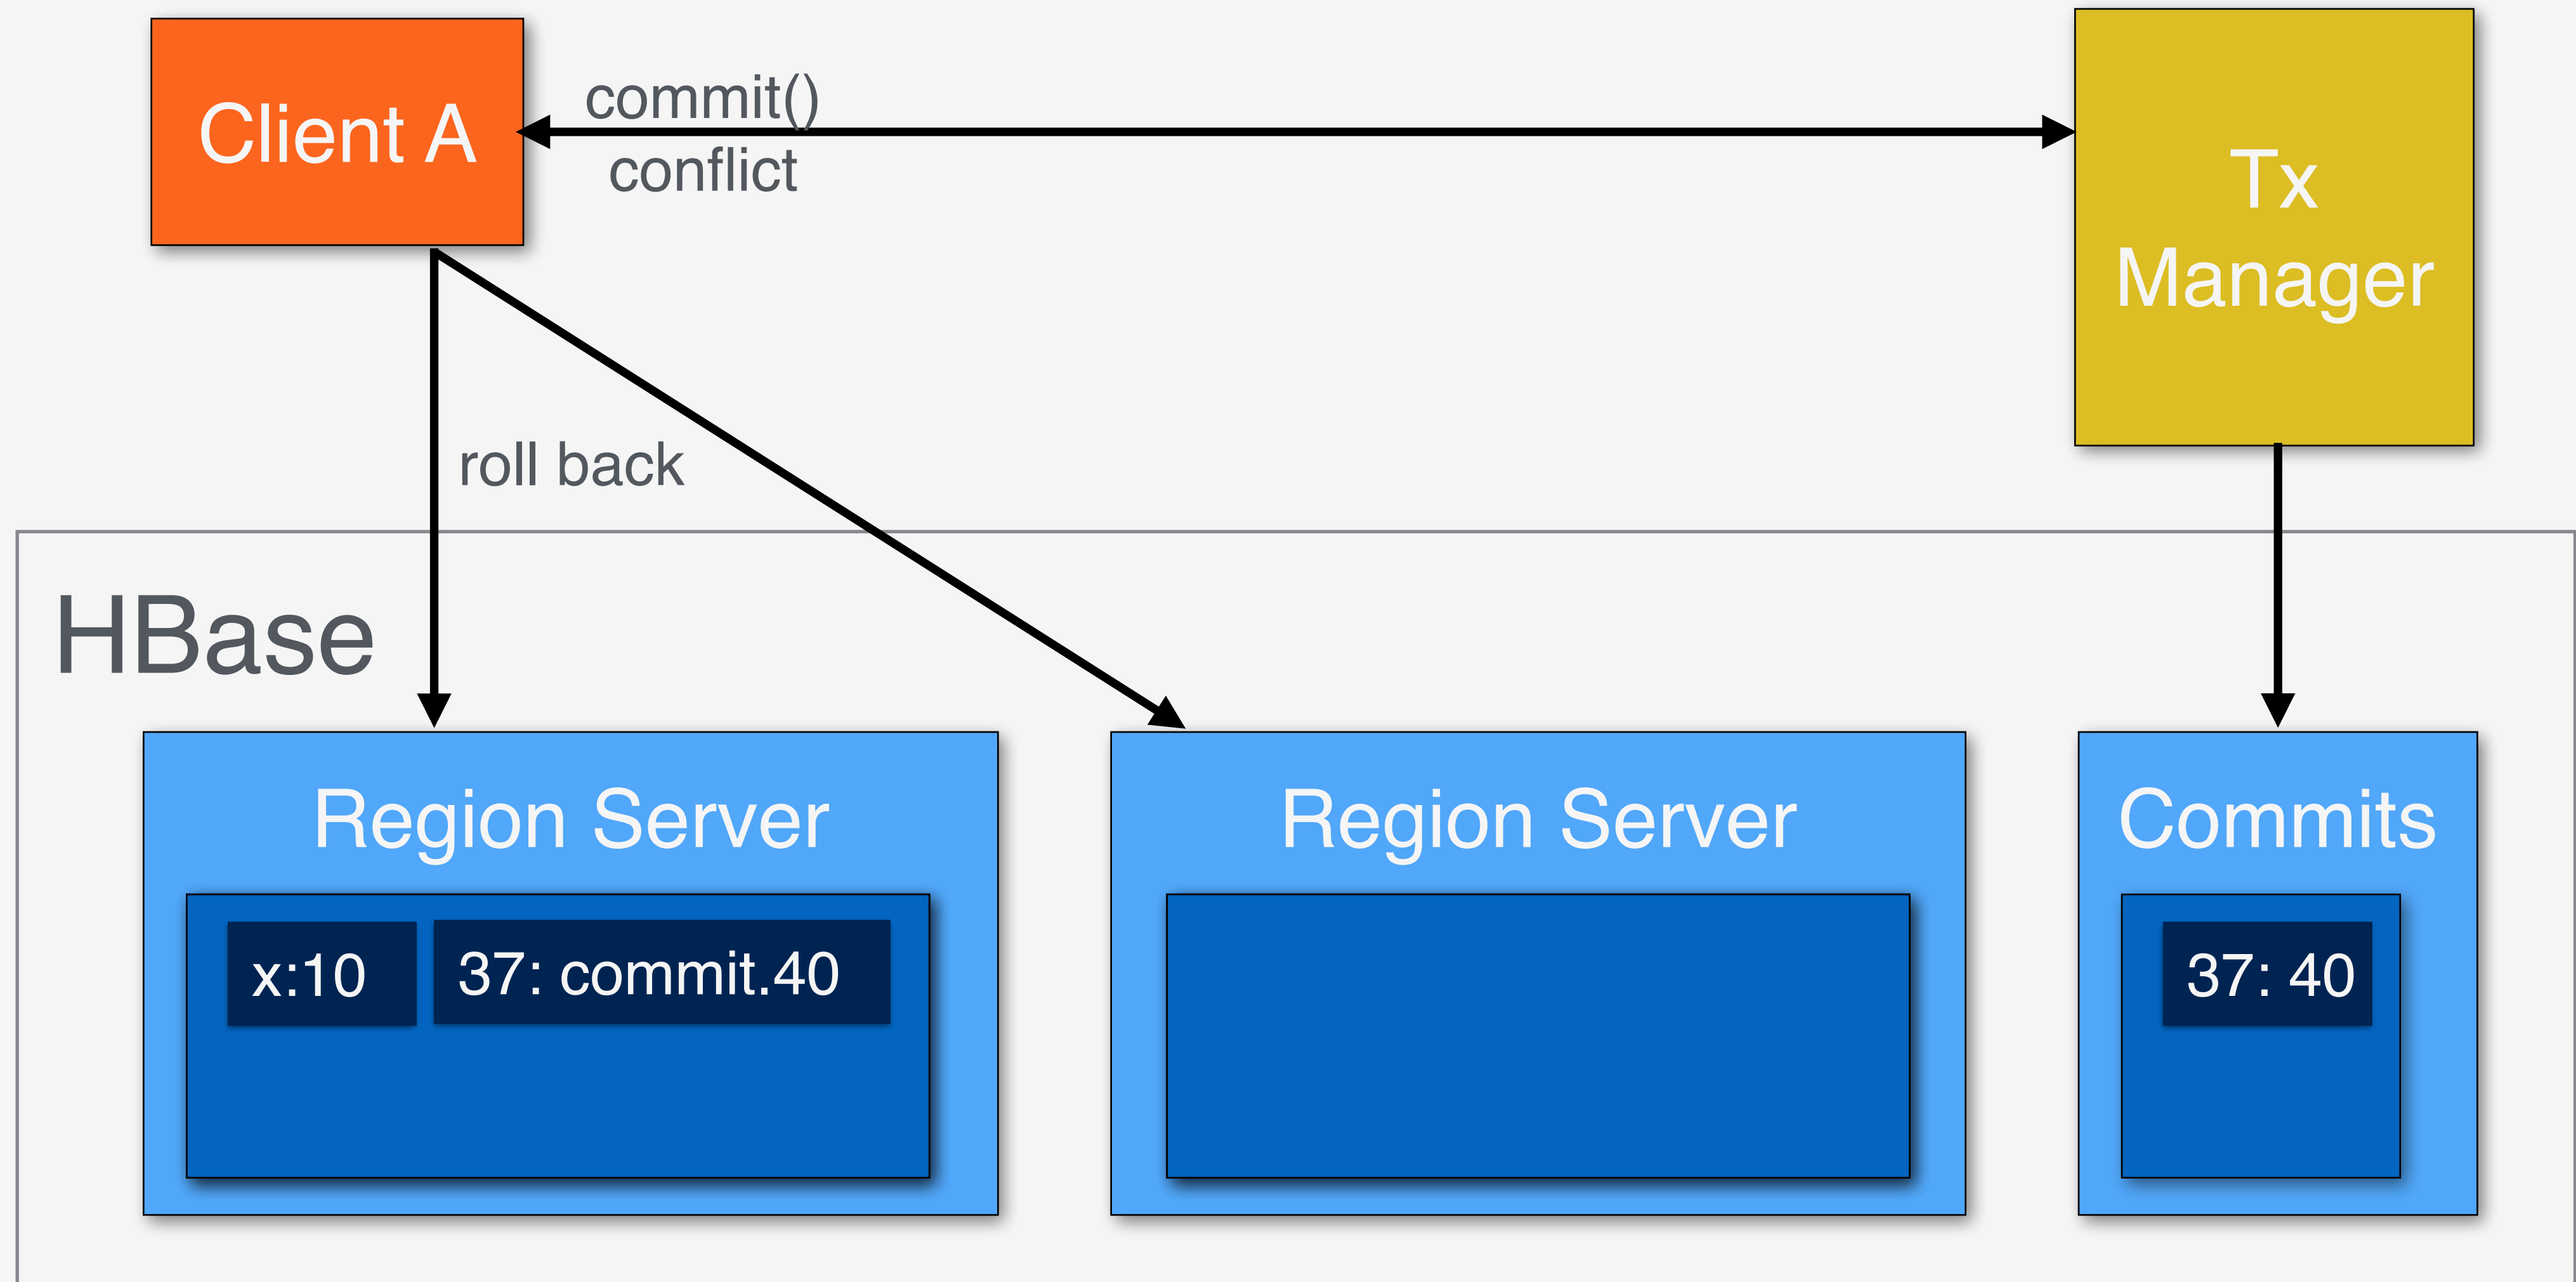 Client A
commit()
conflict
Tx
Manager
roll back
HBase
Region Server
Region Server
Commits
x:10
37: commit.40
37: 40